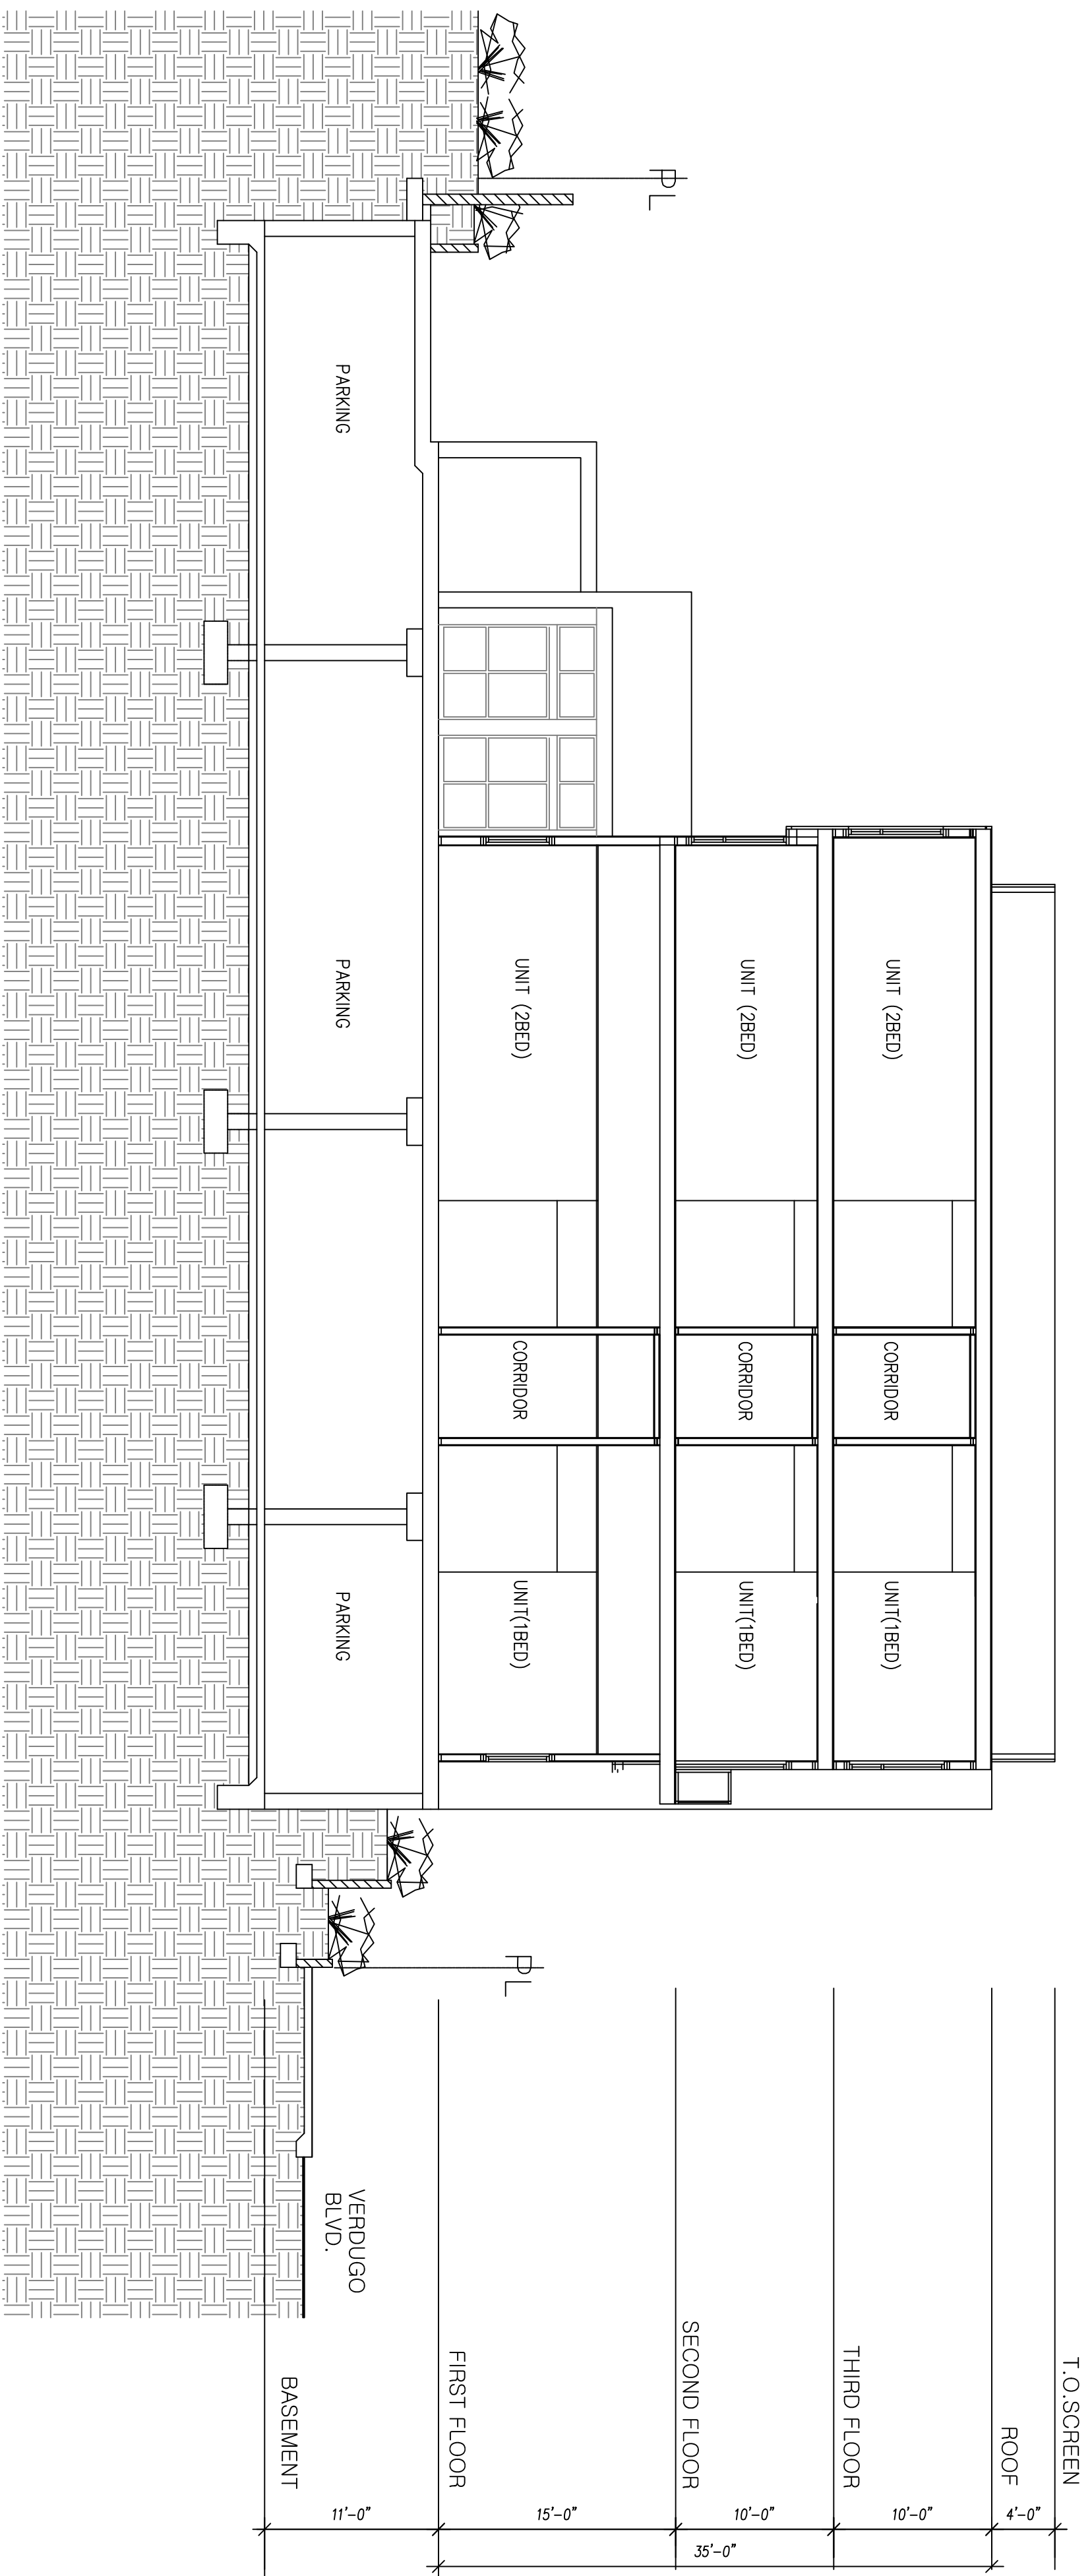 T.O.SCREEN
4'-0"
ROOF
UNIT (2BED) CORRIDOR UNIT(1BED) 10'-0"
THIRD FLOOR
UNIT (2BED) CORRIDOR UNIT(1BED) 10'-0"
35'-0"
SECOND FLOOR
PL
UNIT (2BED) CORRIDOR UNIT(1BED) 15'-0"
PL
FIRST FLOOR
PARKING PARKING PARKING 11'-0"
VERDUGO
BLVD.
BASEMENT